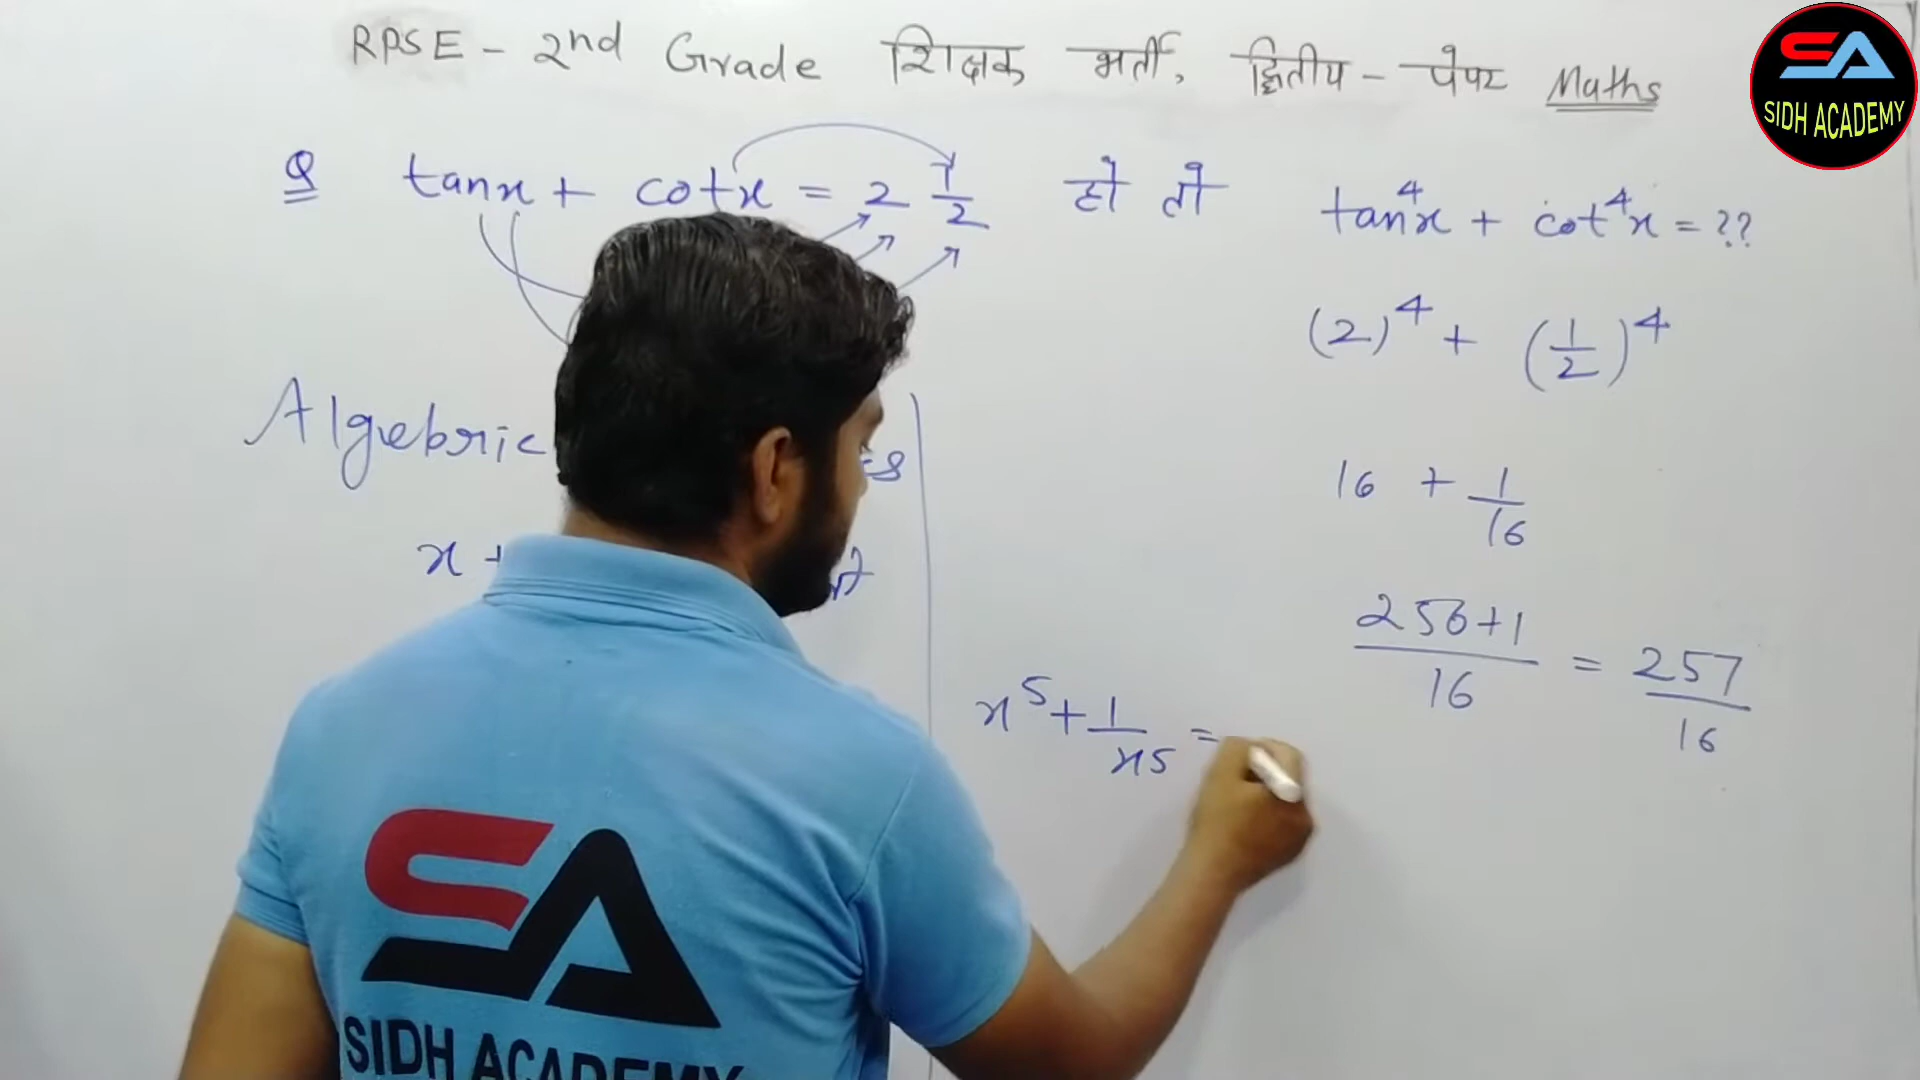 RPSE - 2nd Grade शिक्षक भर्ती, द्वितीय - पेपर Maths
SA
SIDH ACADEMY
Q tanx + cotx = 2 1/2 हो तो tan⁴x + cot⁴x = ??
(2)⁴ + (1/2)⁴
Algebric
16 + 1/16
x +
256+1/16 = 257/16
x⁵ + 1/x5 =
SA
SIDH ACADEMY